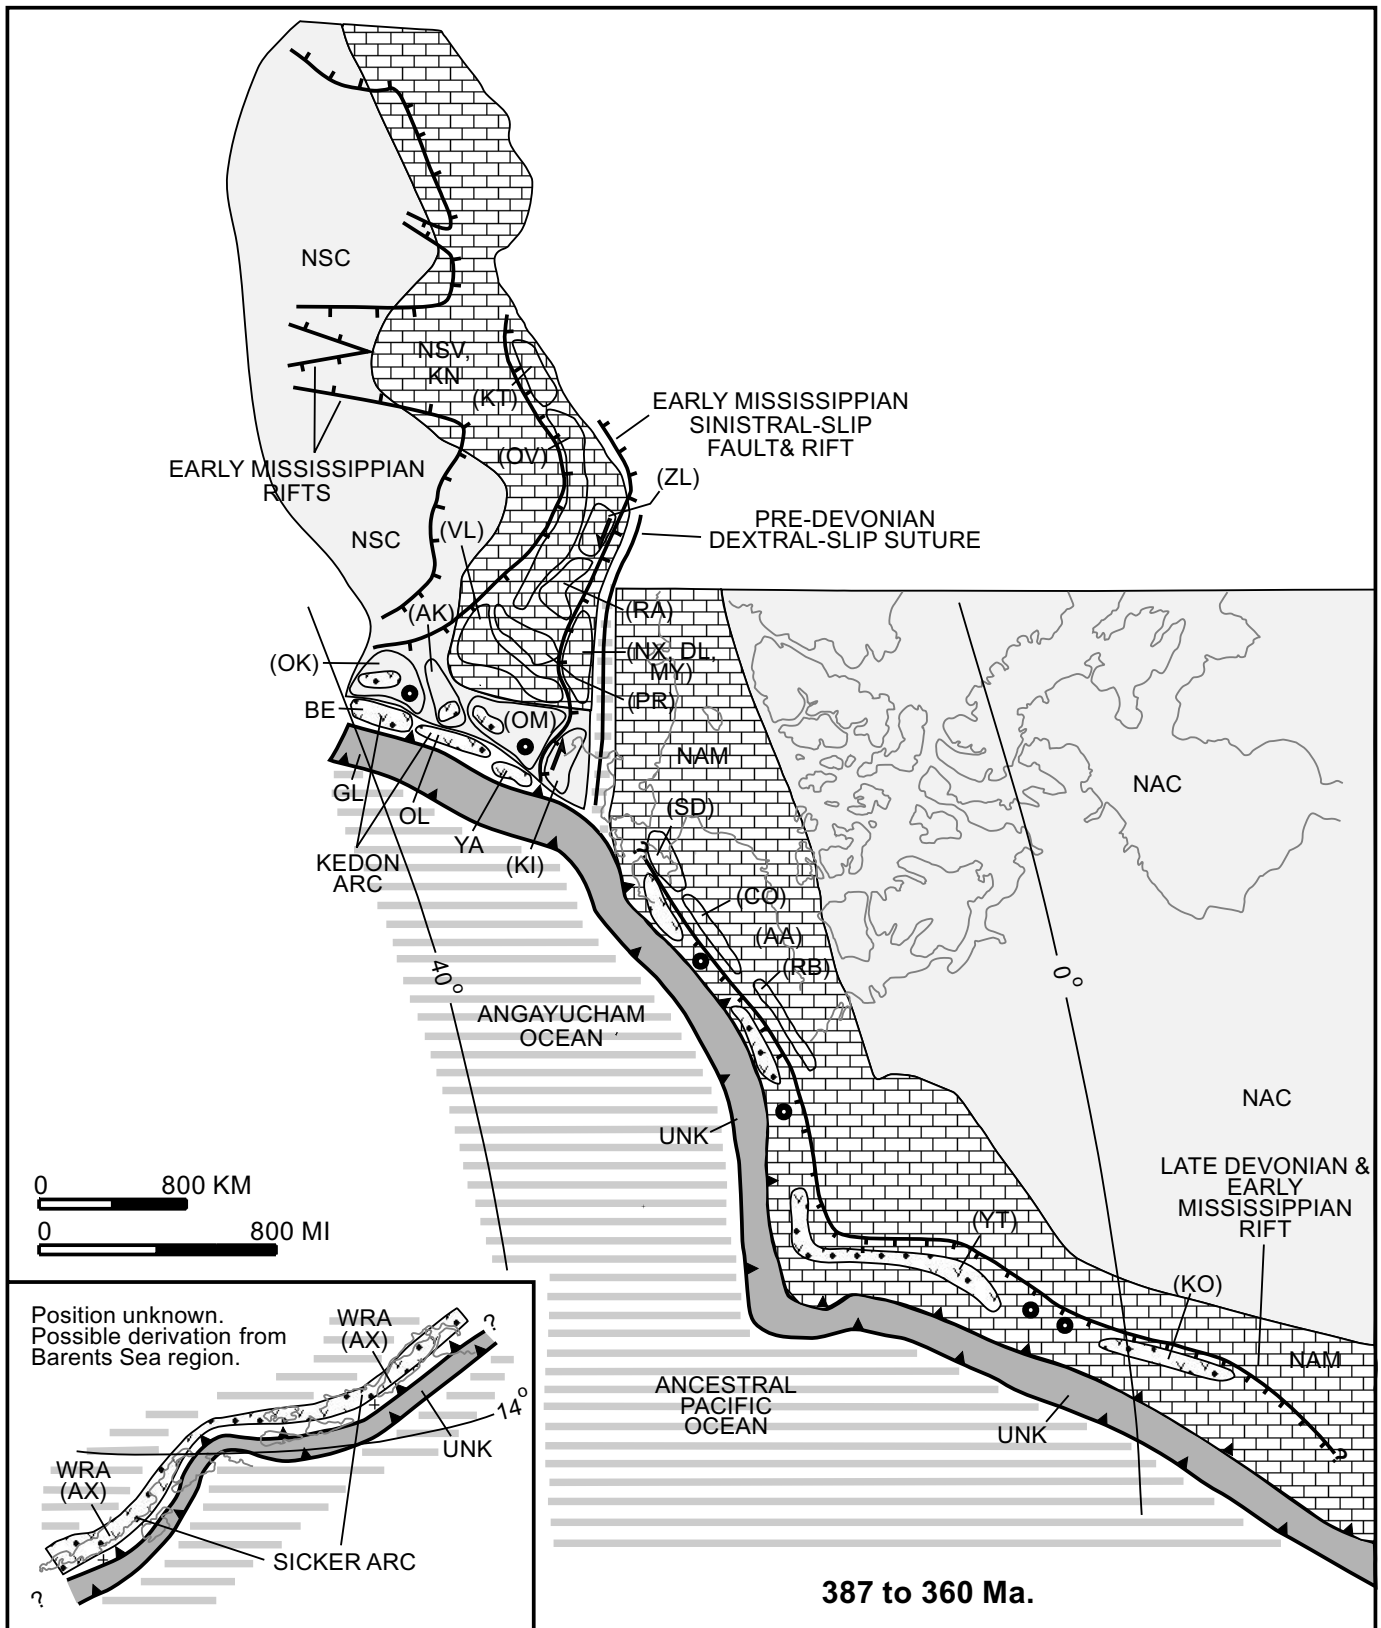 NSC
NSV,
KN
(KT)
EARLY MISSISSIPPIAN
SINISTRAL-SLIP
FAULT& RIFT
(OV)
EARLY MISSISSIPPIAN
RIFTS
(ZL)
PRE-DEVONIAN
DEXTRAL-SLIP SUTURE
NSC
(VL)
(AK)
(RA)
(OK)
(NX, DL,
MY)
(PR)
BE
(OM)
NAM
NAC
GL
OL
(SD)
YA
(KI)
KEDON
ARC
(CO)
(AA)
(RB)
40°
0°
ANGAYUCHAM
OCEAN
NAC
UNK
0 800 KM
0 800 MI
LATE DEVONIAN &
EARLY
MISSISSIPPIAN
RIFT
(YT)
(KO)
NAM
?
ANCESTRAL
PACIFIC
OCEAN
UNK
Position unknown.
Possible derivation from
Barents Sea region.
WRA
(AX)
?
14°
UNK
WRA
(AX)
SICKER ARC
?
387 to 360 Ma.